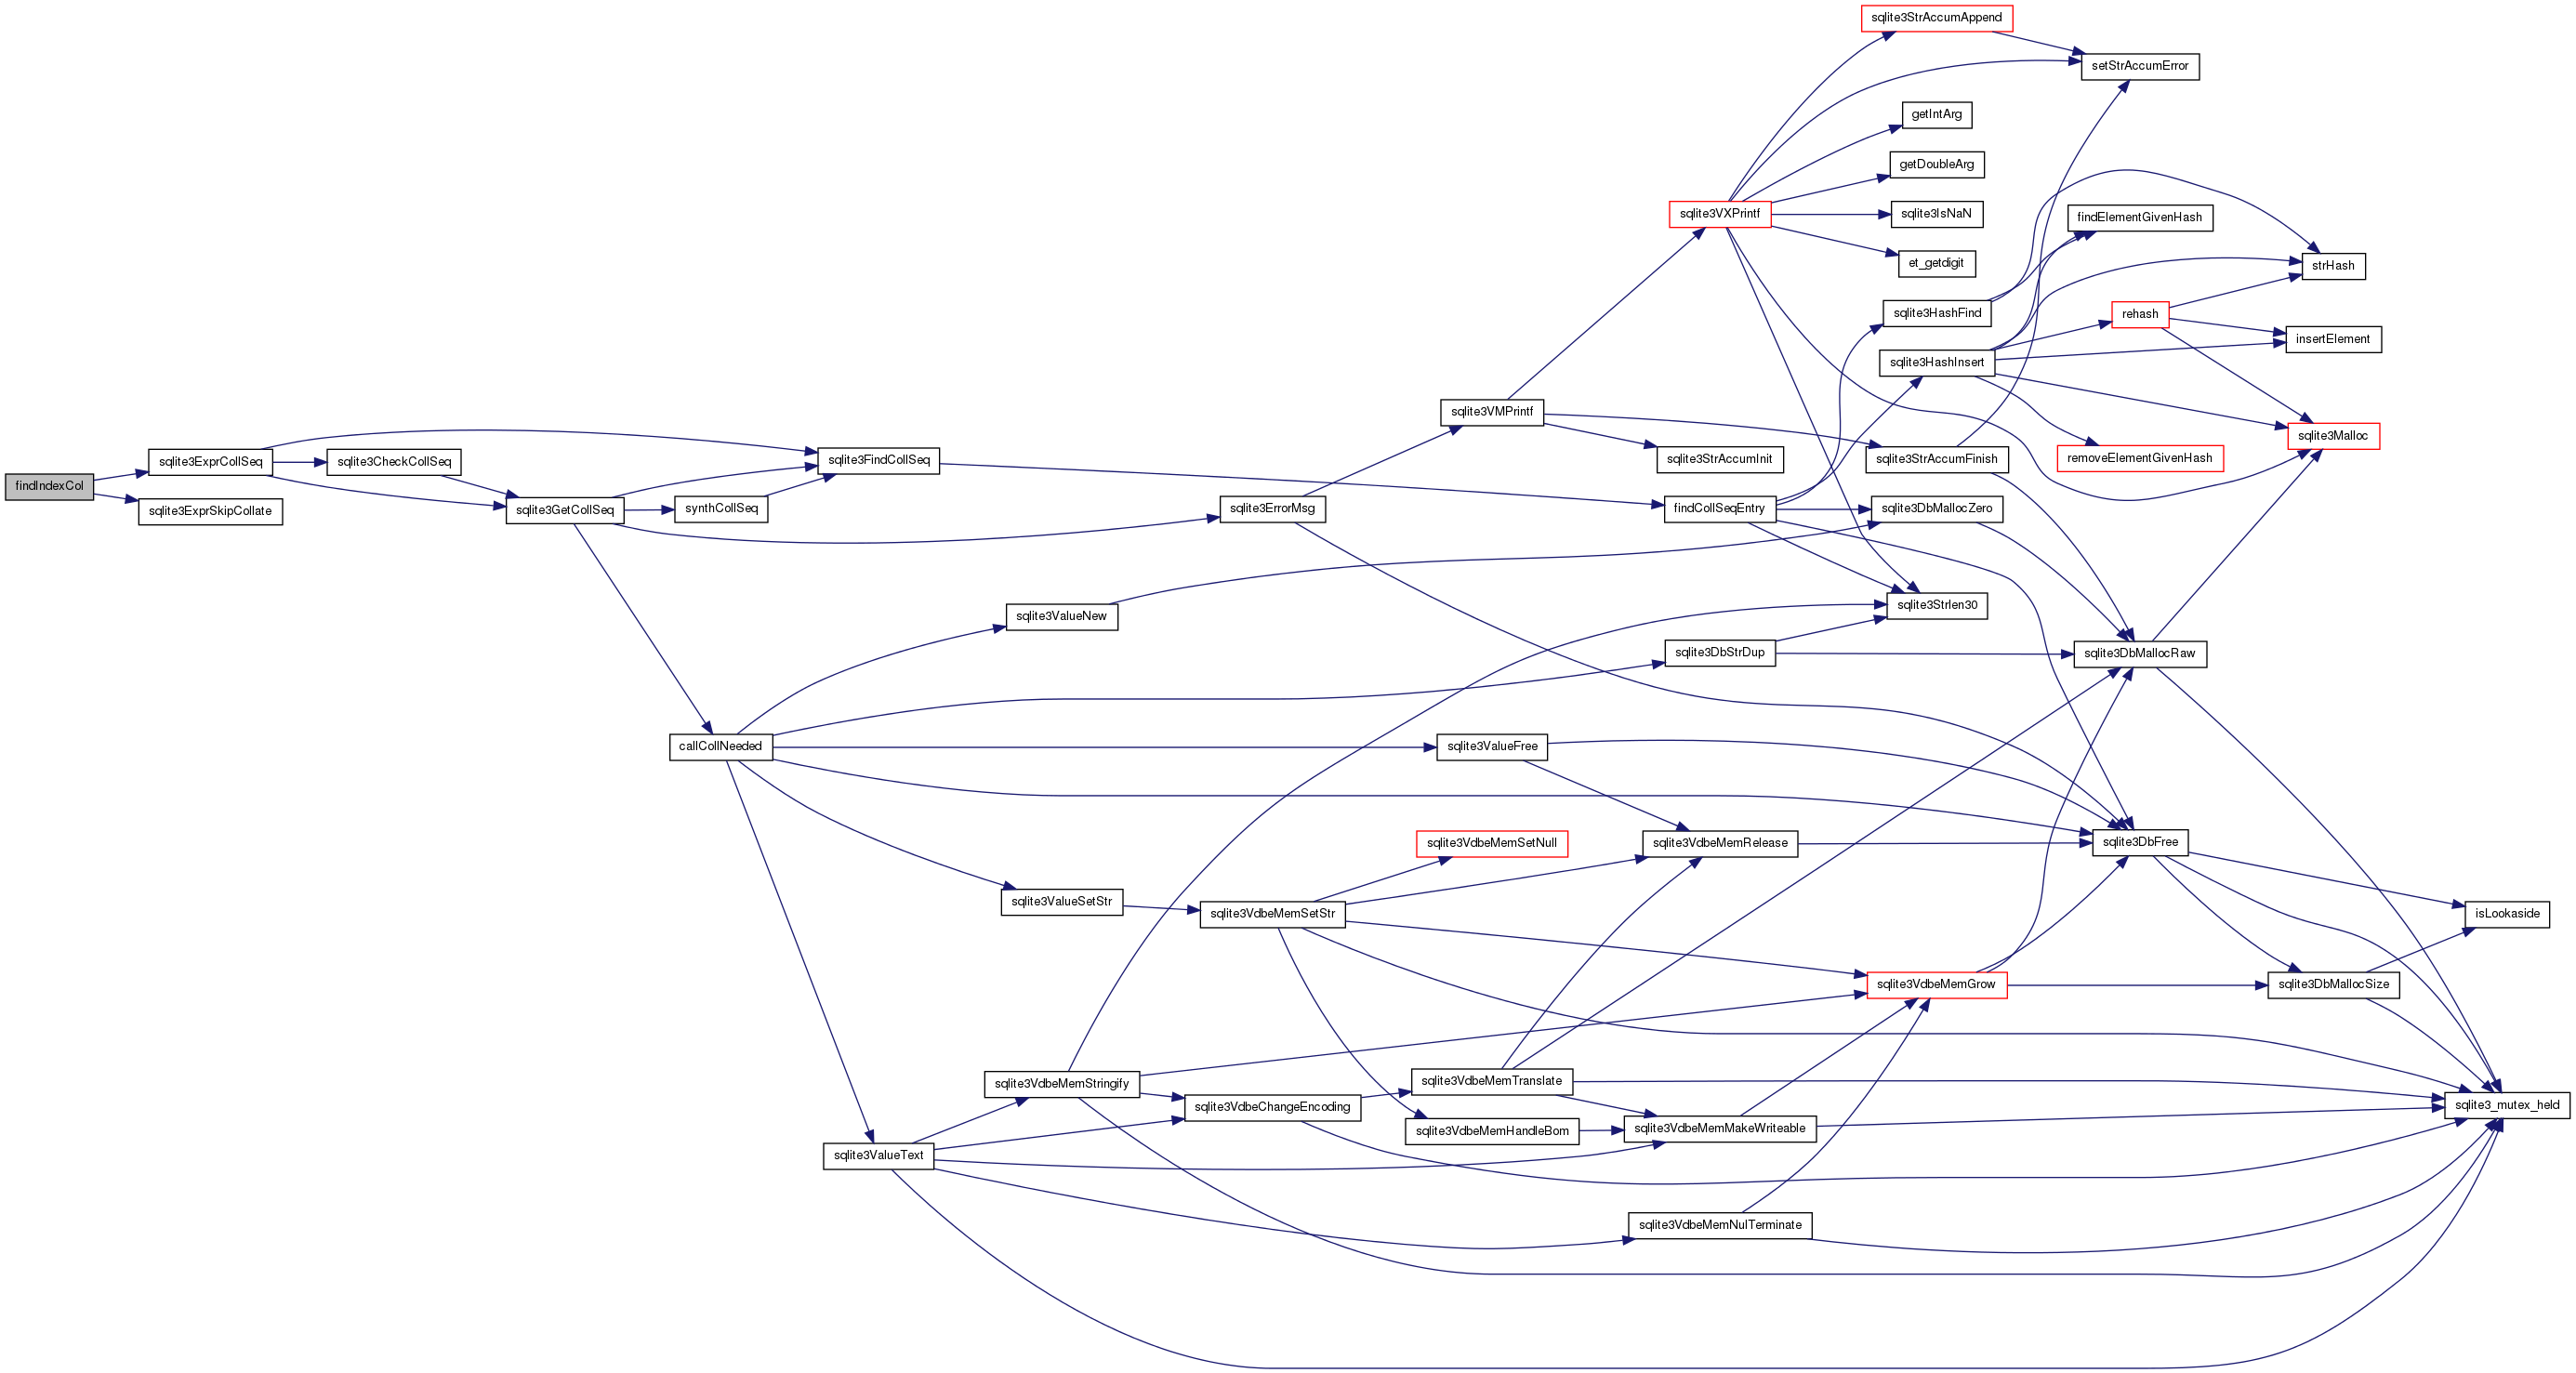 findIndexCol
sqlite3ExprCollSeq
sqlite3ExprSkipCollate
sqlite3CheckCollSeq
sqlite3GetCollSeq
sqlite3FindCollSeq
synthCollSeq
callCollNeeded
sqlite3ValueNew
sqlite3ValueSetStr
sqlite3ValueText
sqlite3VdbeMemStringify
sqlite3ErrorMsg
sqlite3VdbeMemSetStr
sqlite3VdbeChangeEncoding
sqlite3VMPrintf
sqlite3ValueFree
sqlite3VdbeMemSetNull
sqlite3VdbeMemTranslate
sqlite3VdbeMemHandleBom
sqlite3VXPrintf
sqlite3StrAccumInit
findCollSeqEntry
sqlite3DbStrDup
sqlite3VdbeMemRelease
sqlite3VdbeMemMakeWriteable
sqlite3VdbeMemNulTerminate
sqlite3StrAccumAppend
getIntArg
getDoubleArg
sqlite3IsNaN
et_getdigit
sqlite3HashFind
sqlite3HashInsert
sqlite3StrAccumFinish
sqlite3DbMallocZero
sqlite3Strlen30
sqlite3VdbeMemGrow
setStrAccumError
findElementGivenHash
rehash
removeElementGivenHash
sqlite3DbMallocRaw
sqlite3DbFree
strHash
insertElement
sqlite3Malloc
sqlite3DbMallocSize
isLookaside
sqlite3_mutex_held